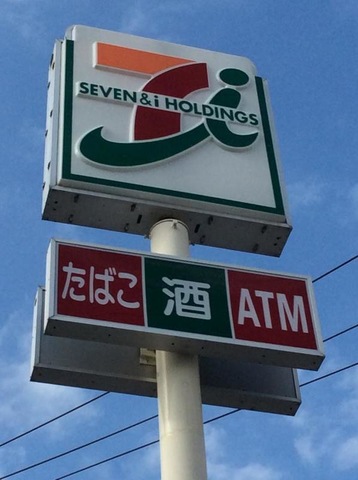 SEVEN&i HOLDINGS
たばこ 酒 ATM